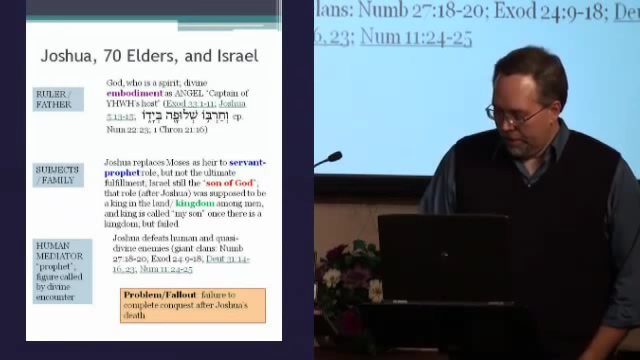 Joshua, 70 Elders, and Israel
RULER /
FATHER
God, who is a spirit; divine
embodiment as ANGEL “Captain of
YHWH’s host” (Exod 33:1-11; Joshua
5:13-15; וְחַרְבּוֹ שְׁלוּפָה בְּיָדוֹ cp.
Num 22:23; 1 Chron 21:16)
SUBJECTS
/ FAMILY
Joshua replaces Moses as heir to servant-
prophet role, but not the ultimate
fulfillment; Israel still the “son of God”;
that role (after Joshua) was supposed to be
a king in the land/ kingdom among men,
and king is called “my son” once there is a
kingdom; but failed
HUMAN
MEDIATOR
“prophet”;
figure called
by divine
encounter
Joshua defeats human and quasi-
divine enemies (giant clans: Numb
27:18-20; Exod 24:9-18; Deut 31:14-
16, 23; Num 11:24-25
Problem/Fallout: failure to
complete conquest after Joshua’s
death
clans: Numb 27:18-20; Exod 24:9-18; Deu
6, 23; Num 11:24-25